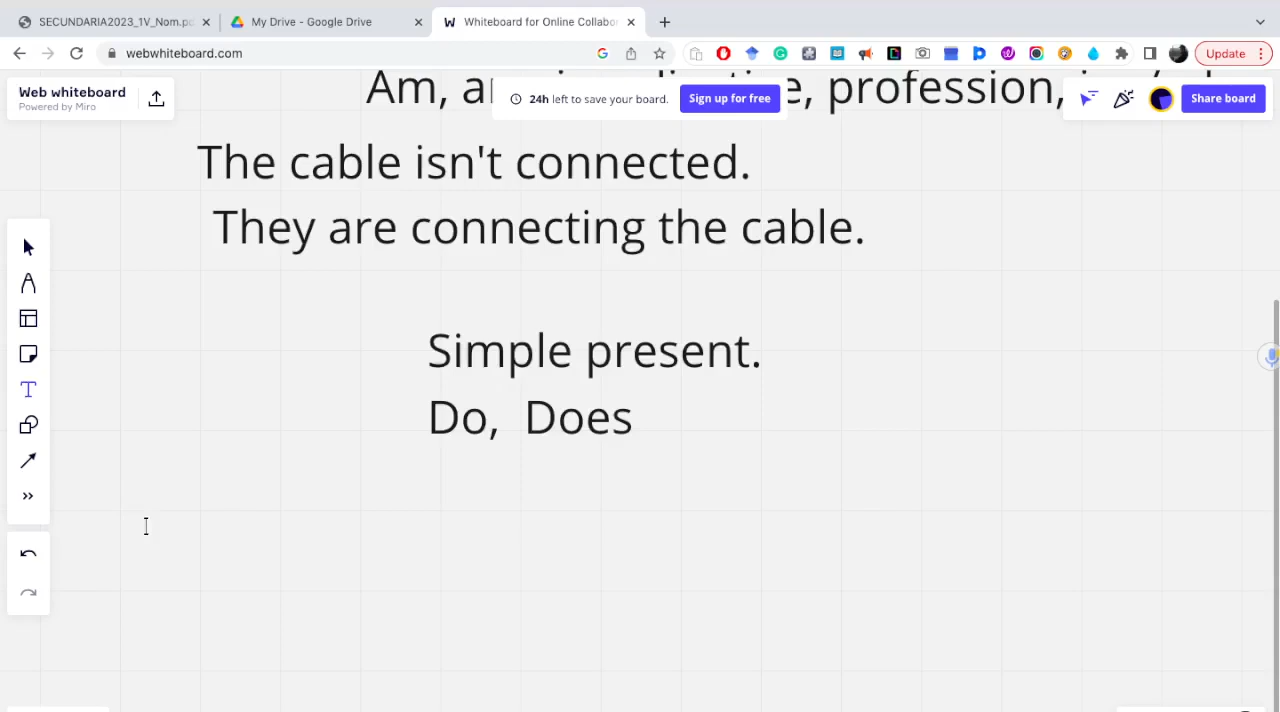 SECUNDARIA2023_1V_Nom.pd
My Drive - Google Drive
Whiteboard for Online Collabor
webwhiteboard.com
Update
Web whiteboard
Powered by Miro
24h left to save your board.
Sign up for free
Share board
Am, profession,
The cable isn't connected.
They are connecting the cable.
Simple present.
Do, Does